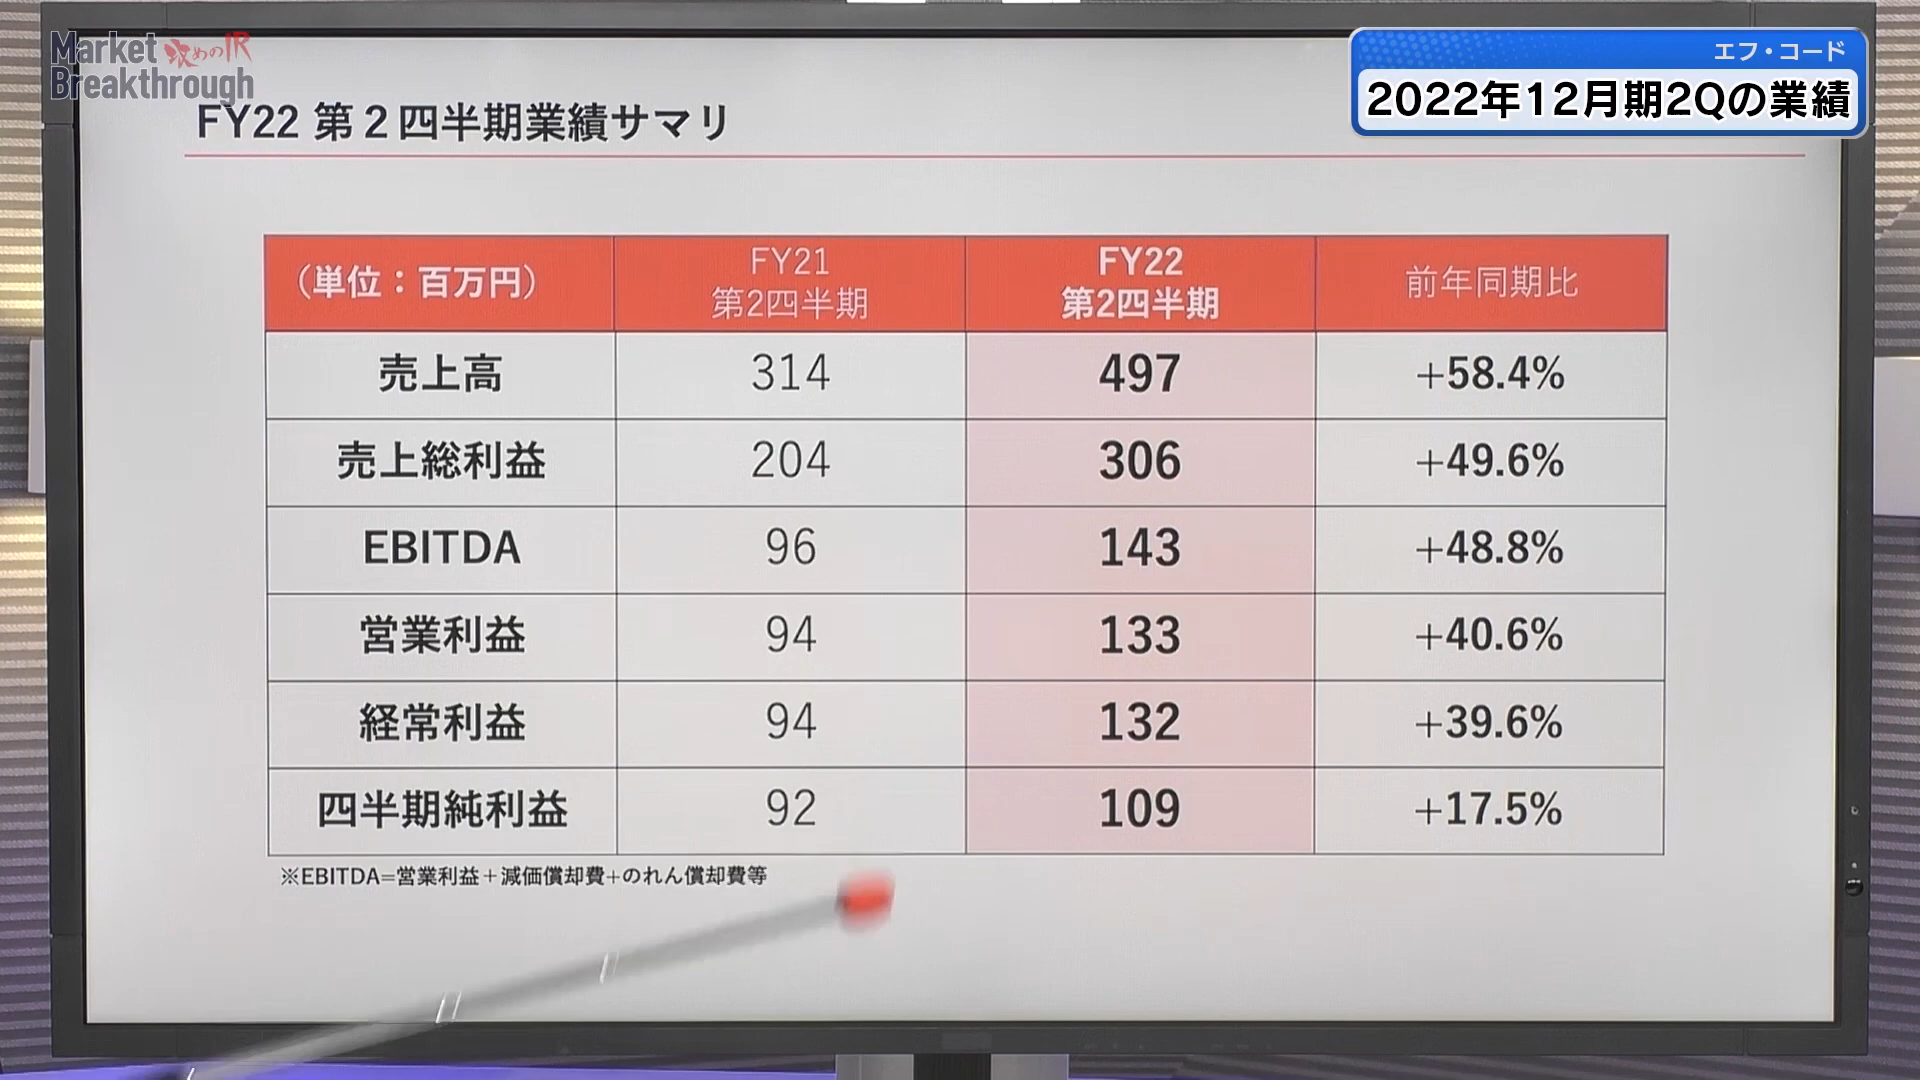 Market 攻めのIR
Breakthrough
エフ・コード
2022年12月期2Qの業績
FY22 第2四半期業績サマリ
(単位:百万円) FY21 第2四半期 FY22 第2四半期 前年同期比
売上高 314 497 +58.4%
売上総利益 204 306 +49.6%
EBITDA 96 143 +48.8%
営業利益 94 133 +40.6%
経常利益 94 132 +39.6%
四半期純利益 92 109 +17.5%
※EBITDA=営業利益+減価償却費+のれん償却費等